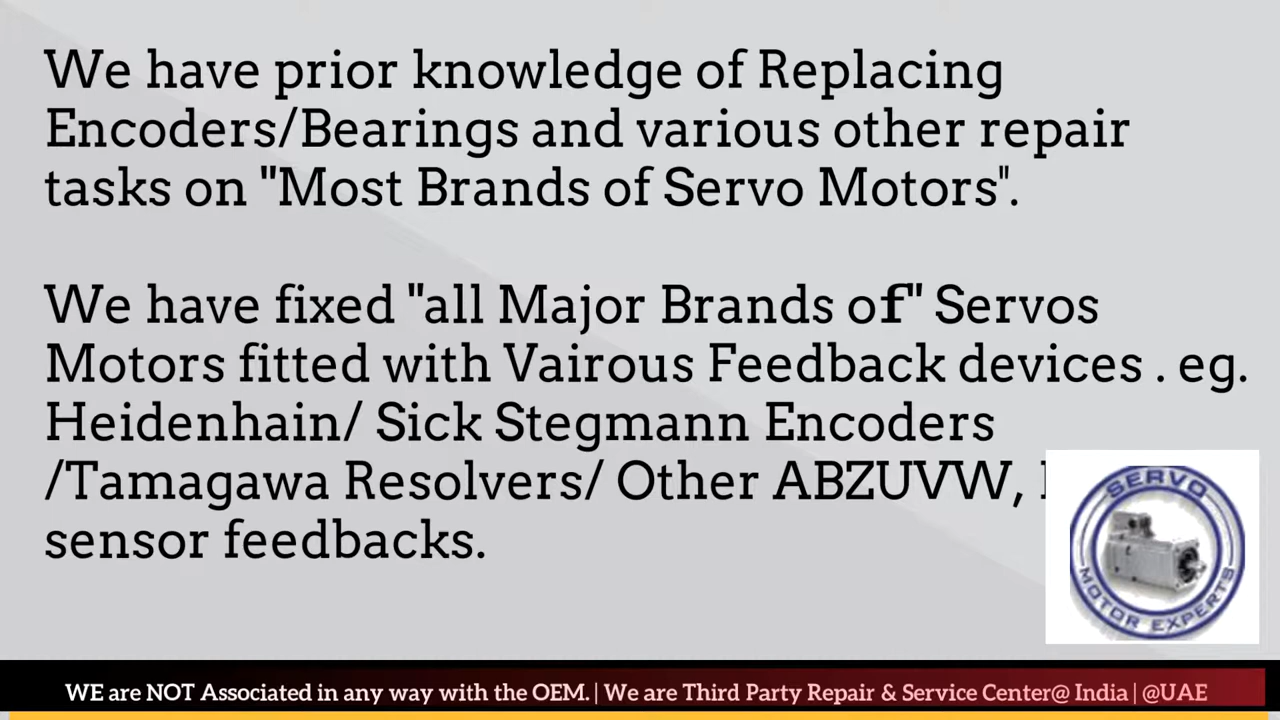 We have prior knowledge of Replacing
Encoders/Bearings and various other repair
tasks on "Most Brands of Servo Motors".
We have fixed "all Major Brands of" Servos
Motors fitted with Vairous Feedback devices . eg.
Heidenhain/ Sick Stegmann Encoders
/Tamagawa Resolvers/ Other ABZUVW,
sensor feedbacks.
SERVO
MOTOR EXPERTS
WE are NOT Associated in any way with the OEM. | We are Third Party Repair & Service Center@ India | @UAE